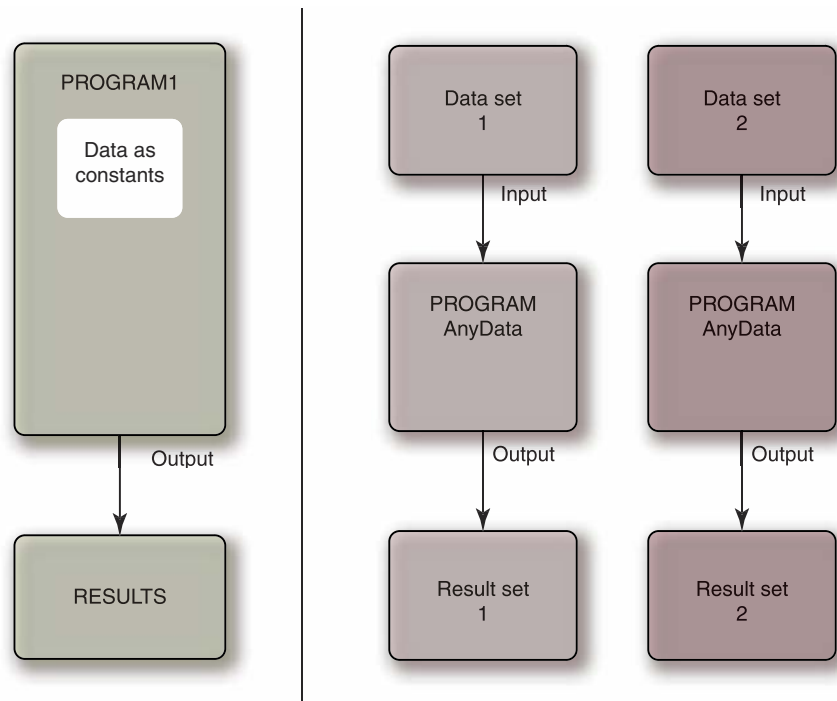 PROGRAM1
Data as
constants
Output
RESULTS
Data set
1
Input
PROGRAM
AnyData
Output
Result set
1
Data set
2
Input
PROGRAM
AnyData
Output
Result set
2